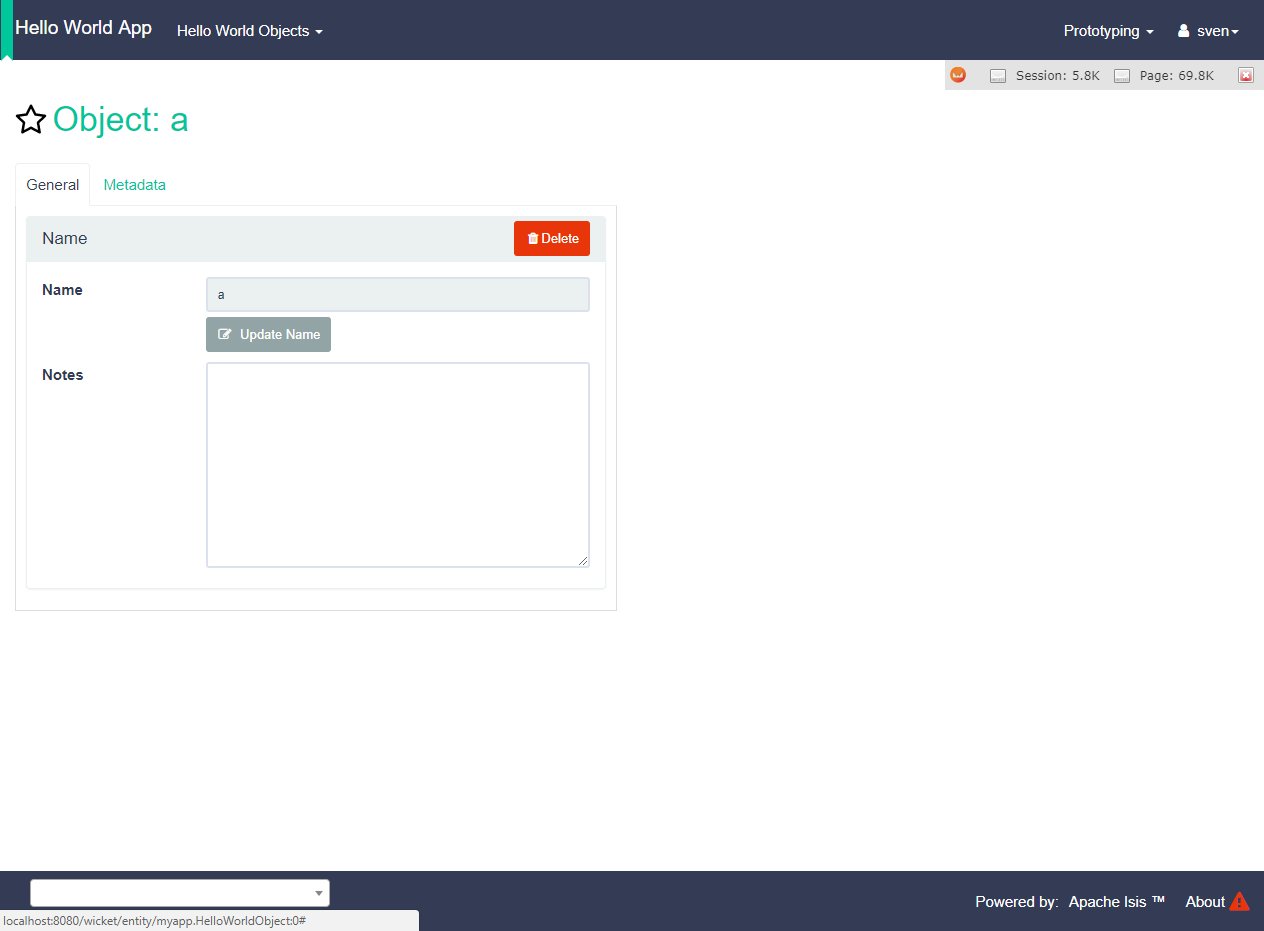 Hello World App Hello World Objects Prototyping sven
Session: 5.8K Page: 69.8K
Object: a
General Metadata
Name Delete
Name a
Update Name
Notes
Powered by: Apache Isis ™ About
localhost:8080/wicket/entity/myapp.HelloWorldObject:0#